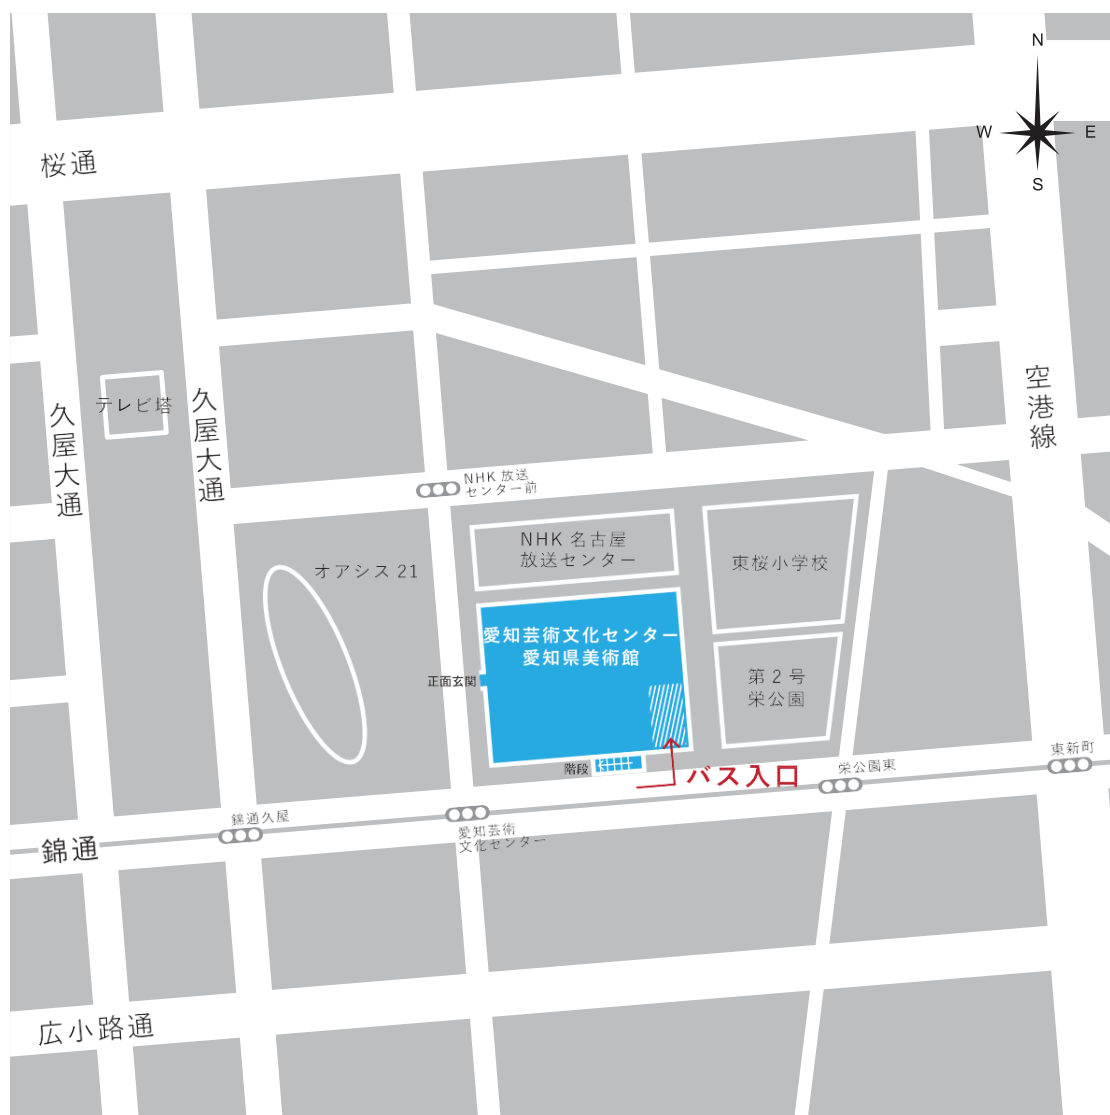 N
W
E
S
桜通
空港線
テレビ塔
久屋大通
久屋大通
NHK 放送
センター前
NHK 名古屋
放送センター
東桜小学校
オアシス 21
愛知芸術文化センター
愛知県美術館
正面玄関
第 2 号
栄公園
階段
バス入口
栄公園東
東新町
錦通久屋
愛知芸術
文化センター
錦通
広小路通